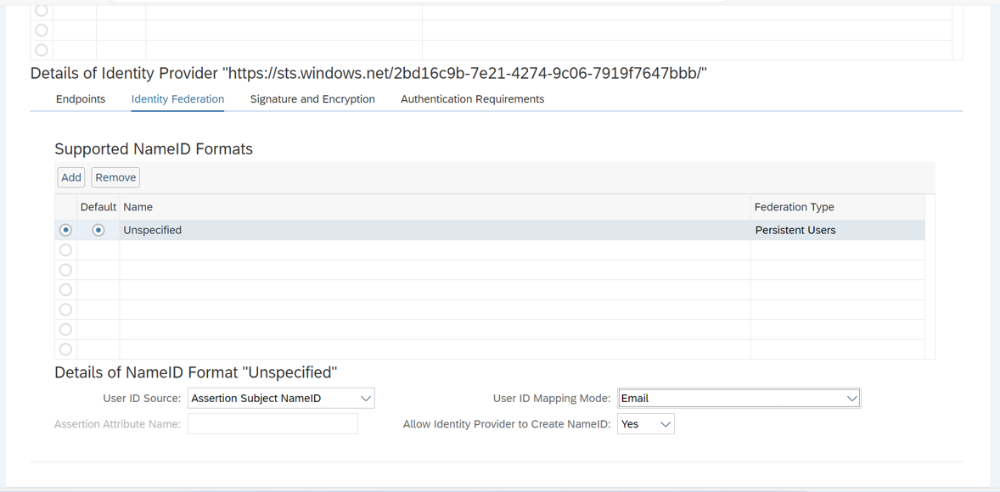 Details of Identity Provider "https://sts.windows.net/2bd16c9b-7e21-4274-9c06-7919f7647bbb/"
Endpoints Identity Federation Signature and Encryption Authentication Requirements
Supported NameID Formats
Add Remove
Default Name Federation Type
Unspecified Persistent Users
Details of NameID Format "Unspecified"
User ID Source: Assertion Subject NameID User ID Mapping Mode: Email
Assertion Attribute Name: Allow Identity Provider to Create NameID: Yes